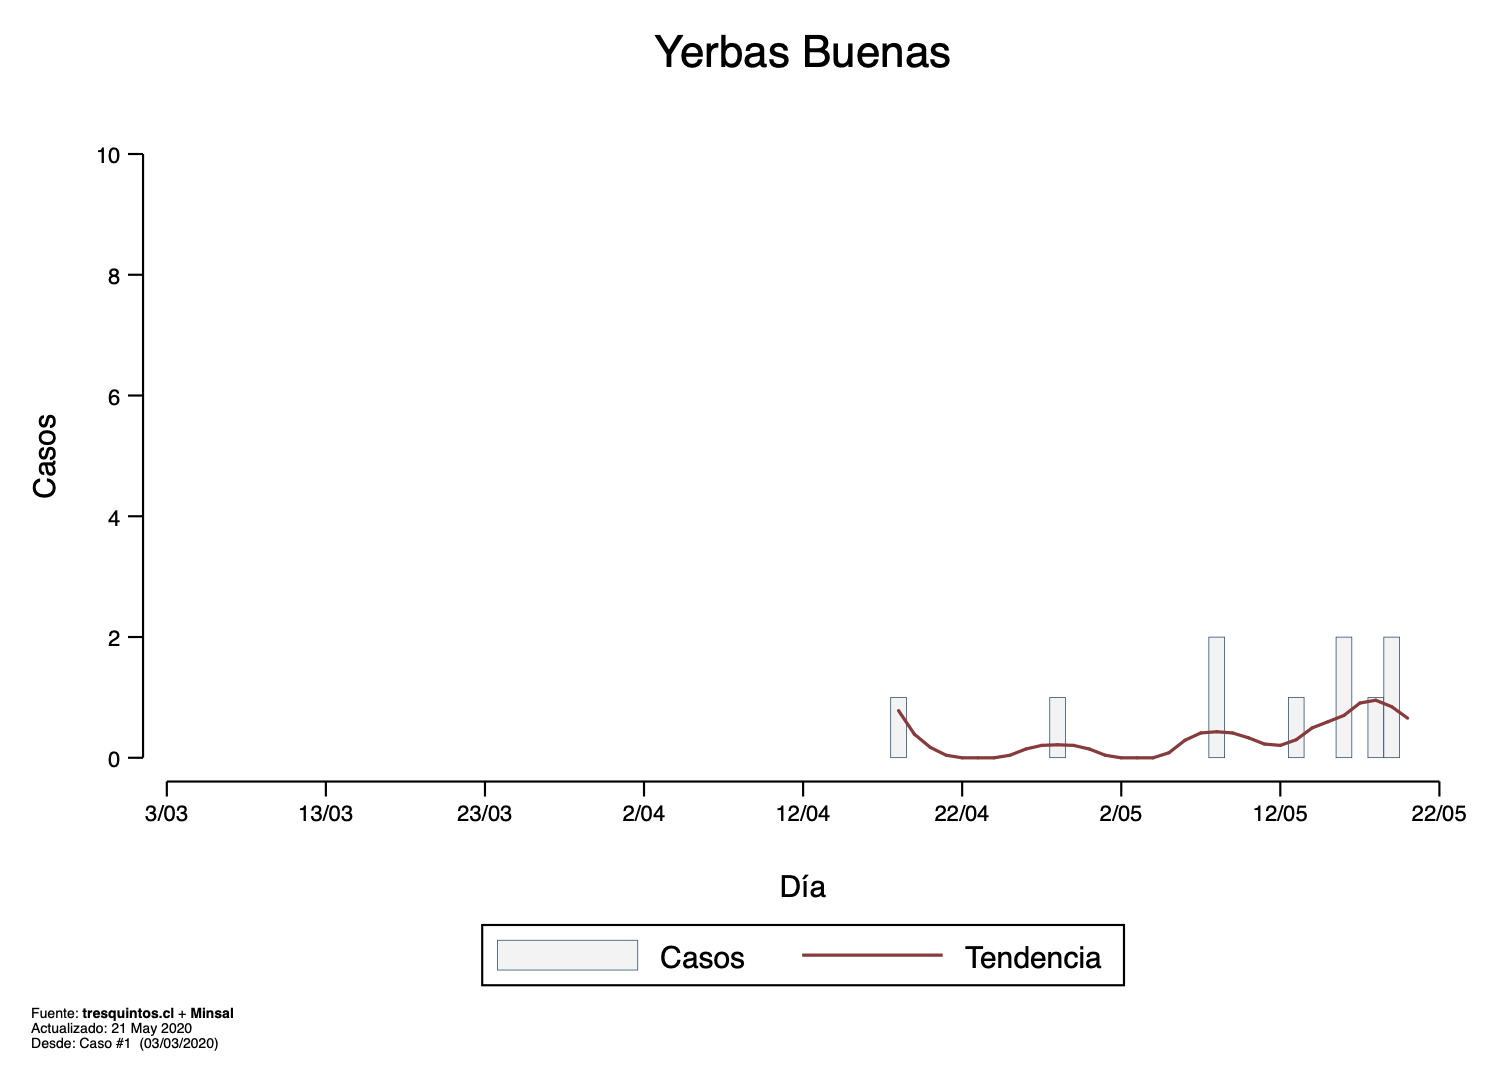 Yerbas Buenas
10
8
6
4
2
0
Casos
3/03 13/03 23/03 2/04 12/04 22/04 2/05 12/05 22/05
Día
Casos Tendencia
Fuente: tresquintos.cl + Minsal
Actualizado: 21 May 2020
Desde: Caso #1 (03/03/2020)